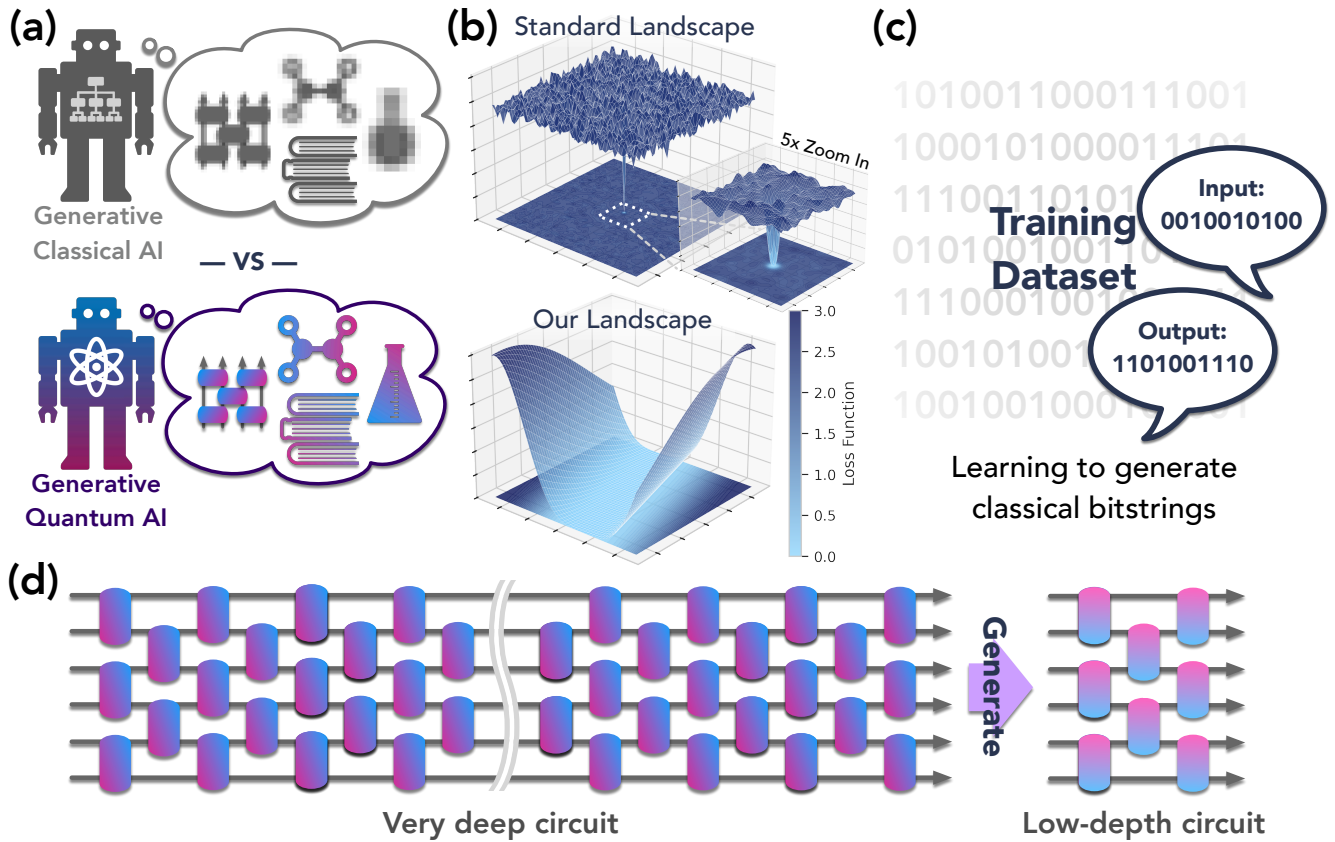 (a)
Generative
Classical AI
— VS —
Generative
Quantum AI
(b)
Standard Landscape
5x Zoom In
Our Landscape
3.0
2.5
2.0
1.5
1.0
0.5
0.0
Loss Function
(c)
1010011000111001
Training
Dataset
Input:
0010010100
Output:
1101001110
Learning to generate
classical bitstrings
(d)
Generate
Very deep circuit
Low-depth circuit